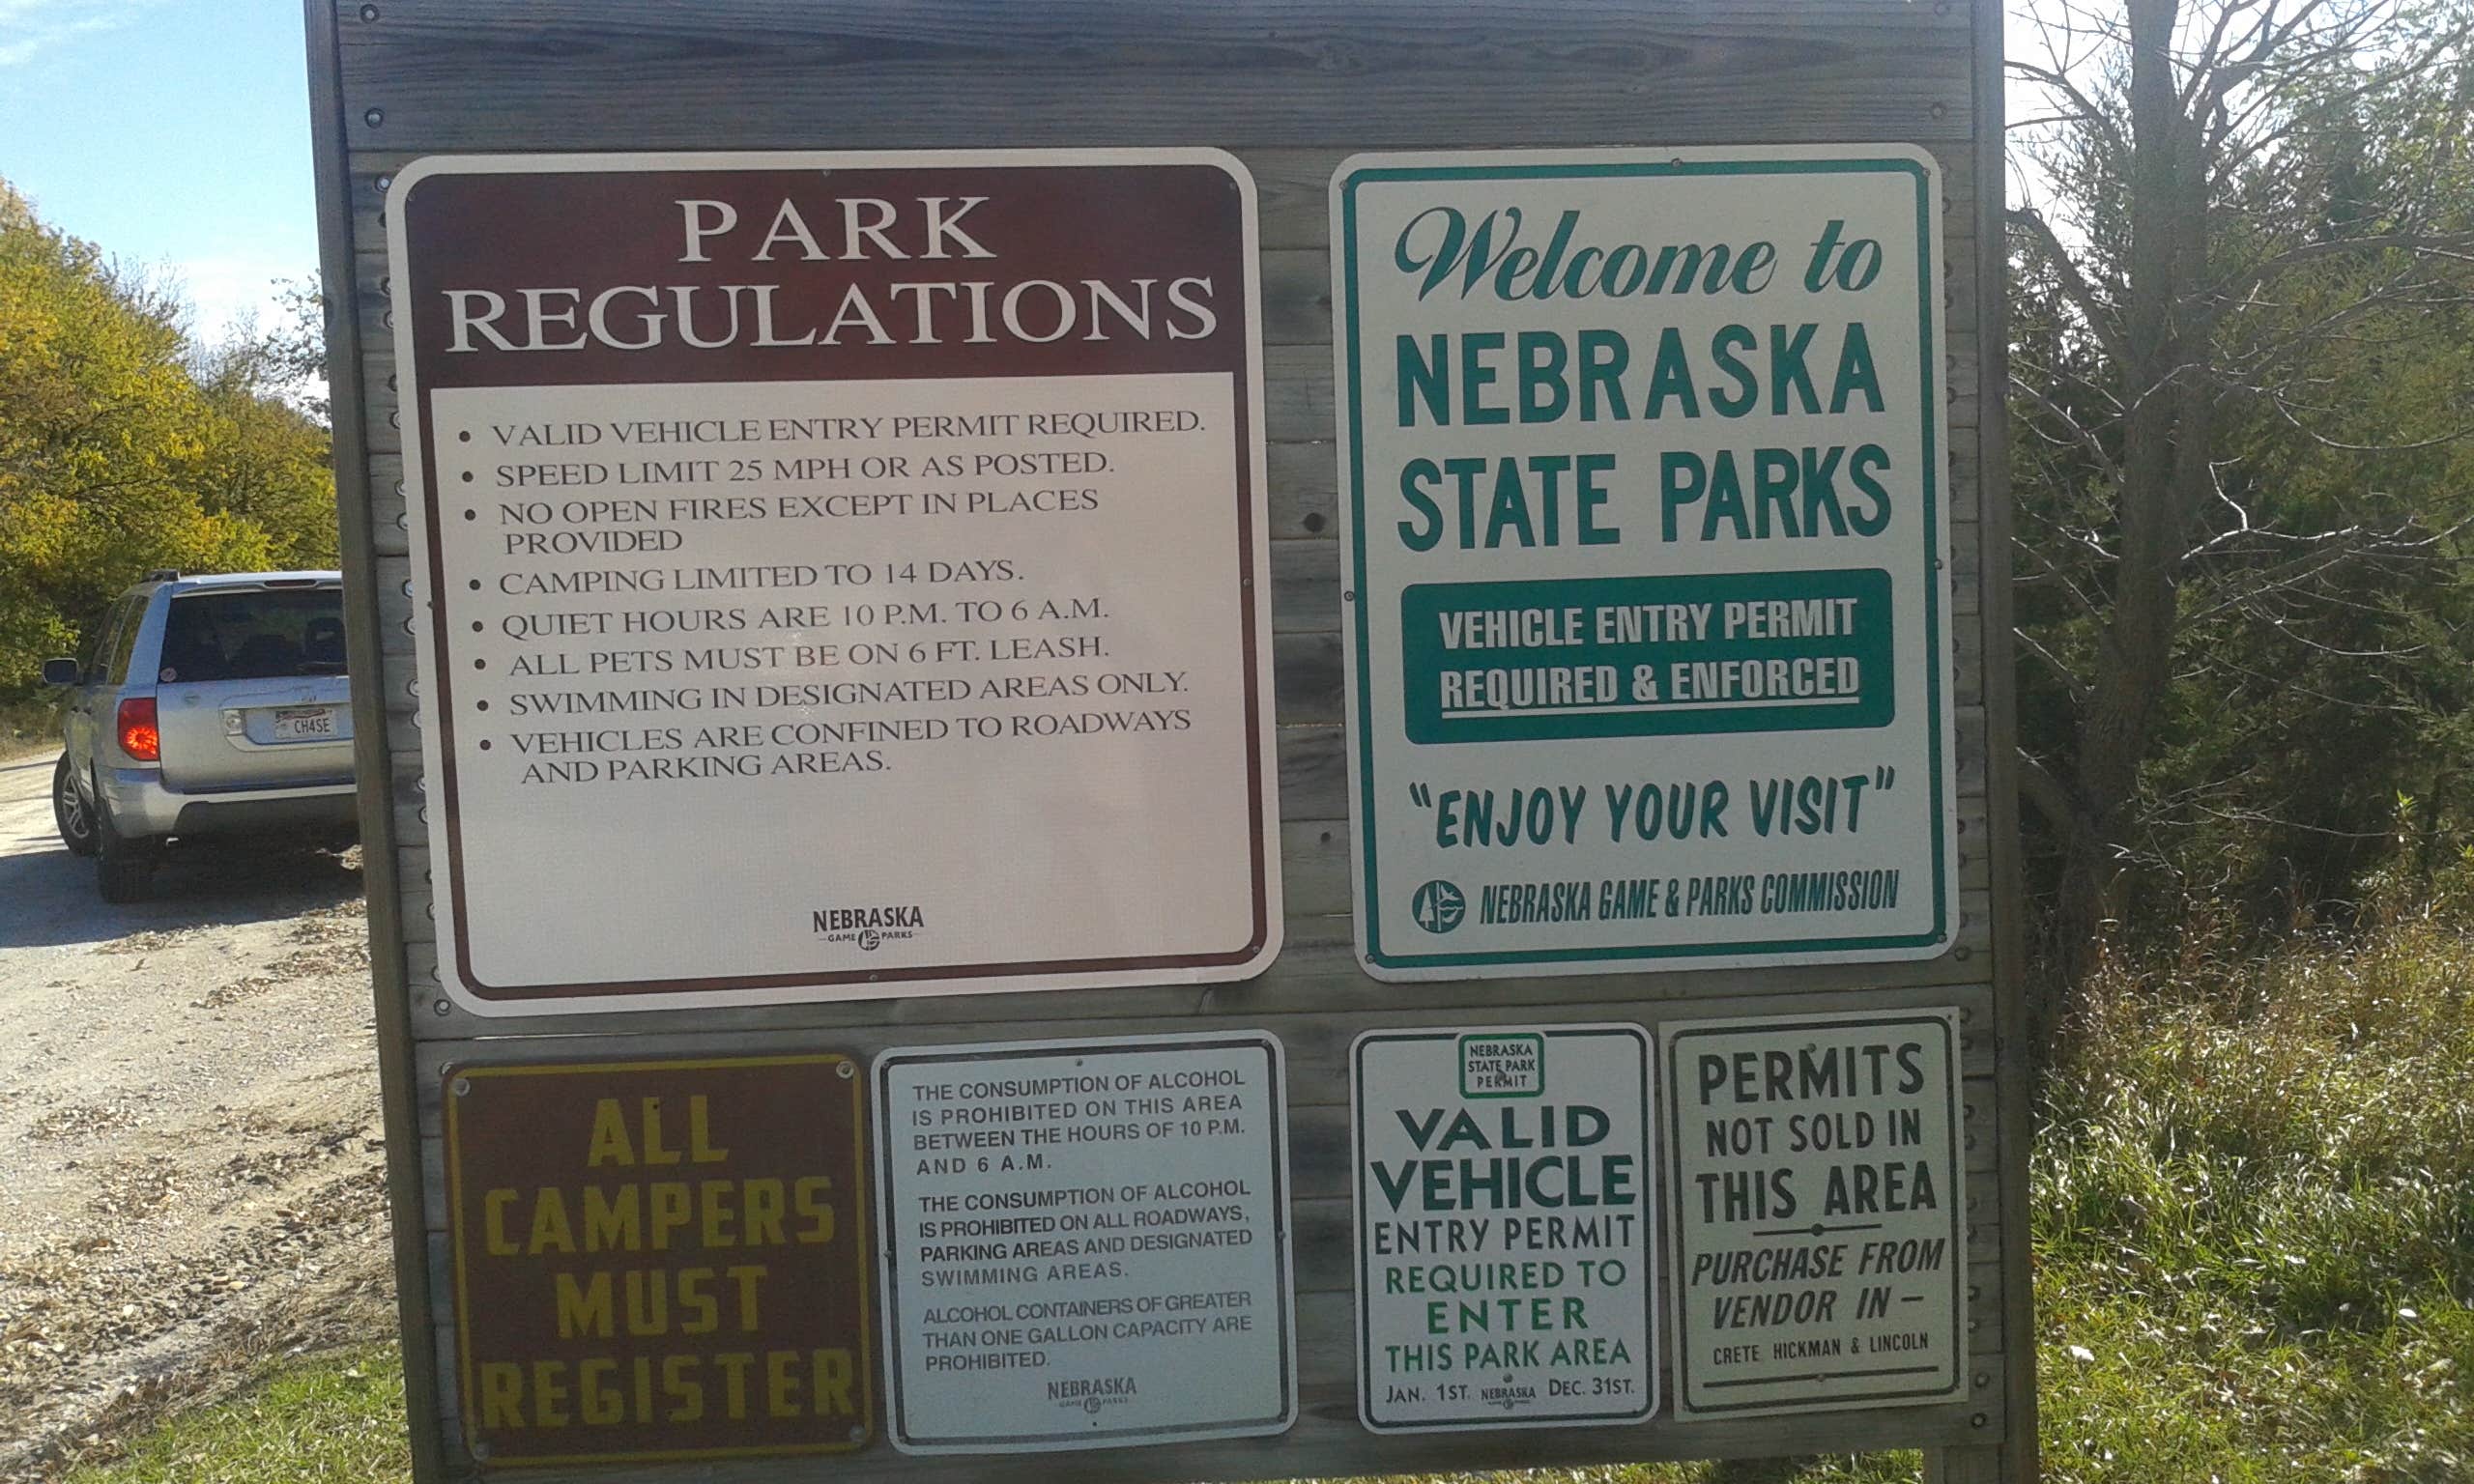 PARK
REGULATIONS
• VALID VEHICLE ENTRY PERMIT REQUIRED.
• SPEED LIMIT 25 MPH OR AS POSTED.
• NO OPEN FIRES EXCEPT IN PLACES
PROVIDED
• CAMPING LIMITED TO 14 DAYS.
• QUIET HOURS ARE 10 P.M. TO 6 A.M.
• ALL PETS MUST BE ON 6 FT. LEASH.
• SWIMMING IN DESIGNATED AREAS ONLY.
• VEHICLES ARE CONFINED TO ROADWAYS
AND PARKING AREAS.
NEBRASKA
GAME PARKS
Welcome to
NEBRASKA
STATE PARKS
VEHICLE ENTRY PERMIT
REQUIRED & ENFORCED
"ENJOY YOUR VISIT"
NEBRASKA GAME & PARKS COMMISSION
CH4SE
ALL
CAMPERS
MUST
REGISTER
THE CONSUMPTION OF ALCOHOL
IS PROHIBITED ON THIS AREA
BETWEEN THE HOURS OF 10 P.M.
AND 6 A.M.
THE CONSUMPTION OF ALCOHOL
IS PROHIBITED ON ALL ROADWAYS,
PARKING AREAS AND DESIGNATED
SWIMMING AREAS.
ALCOHOL CONTAINERS OF GREATER
THAN ONE GALLON CAPACITY ARE
PROHIBITED.
NEBRASKA
GAME PARKS
NEBRASKA
STATE PARK
PERMIT
VALID
VEHICLE
ENTRY PERMIT
REQUIRED TO
ENTER
THIS PARK AREA
JAN. 1ST. NEBRASKA DEC. 31ST.
PERMITS
NOT SOLD IN
THIS AREA
PURCHASE FROM
VENDOR IN –
CRETE HICKMAN & LINCOLN